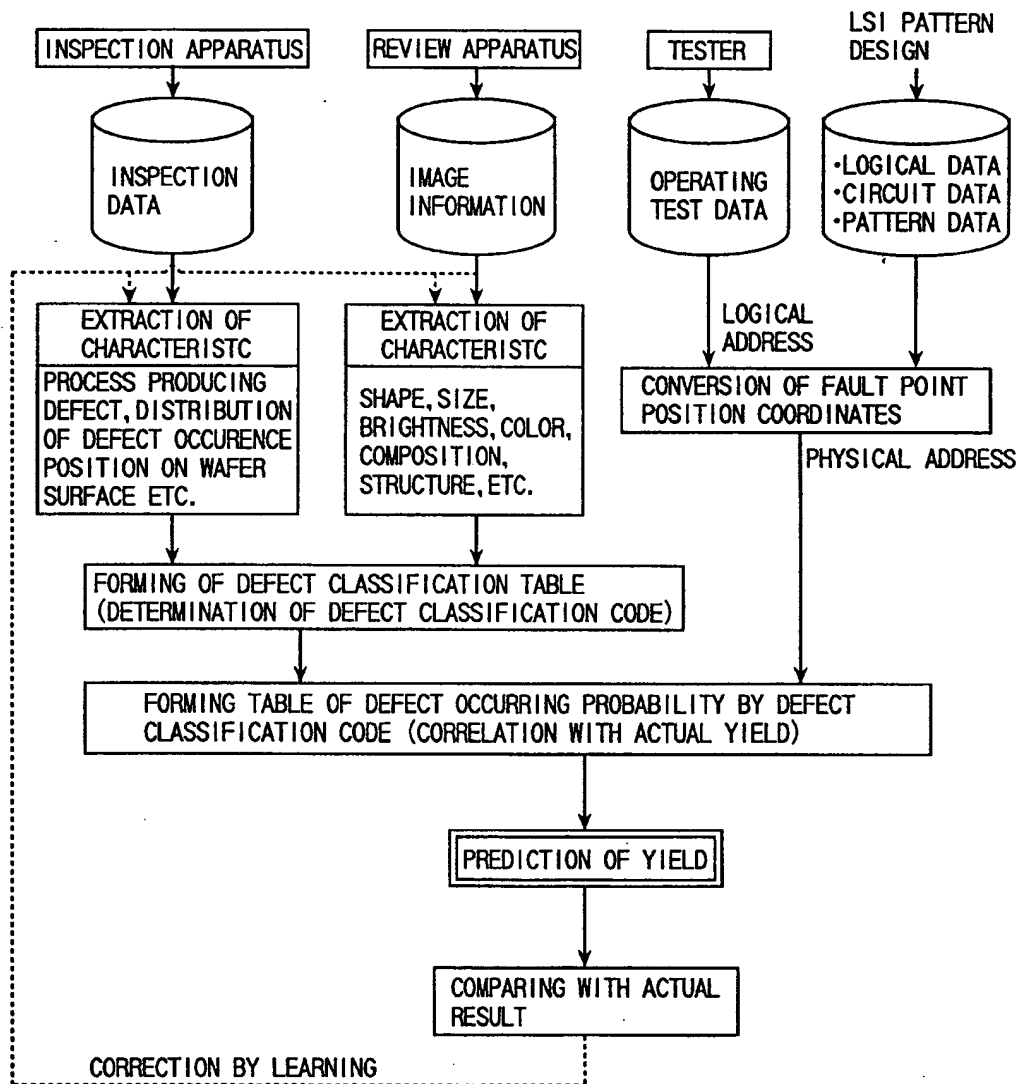 INSPECTION APPARATUS
REVIEW APPARATUS
TESTER
LSI PATTERN
DESIGN
INSPECTION
DATA
IMAGE
INFORMATION
OPERATING
TEST DATA
•LOGICAL DATA
•CIRCUIT DATA
•PATTERN DATA
EXTRACTION OF
CHARACTERISTC
PROCESS PRODUCING
DEFECT, DISTRIBUTION
OF DEFECT OCCURENCE
POSITION ON WAFER
SURFACE ETC.
EXTRACTION OF
CHARACTERISTC
SHAPE, SIZE,
BRIGHTNESS, COLOR,
COMPOSITION,
STRUCTURE, ETC.
LOGICAL
ADDRESS
CONVERSION OF FAULT POINT
POSITION COORDINATES
PHYSICAL ADDRESS
FORMING OF DEFECT CLASSIFICATION TABLE
(DETERMINATION OF DEFECT CLASSIFICATION CODE)
FORMING TABLE OF DEFECT OCCURRING PROBABILITY BY DEFECT
CLASSIFICATION CODE (CORRELATION WITH ACTUAL YIELD)
PREDICTION OF YIELD
COMPARING WITH ACTUAL
RESULT
CORRECTION BY LEARNING